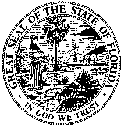 GREAT SEAL OF THE STATE OF FLORIDA
IN GOD WE TRUST